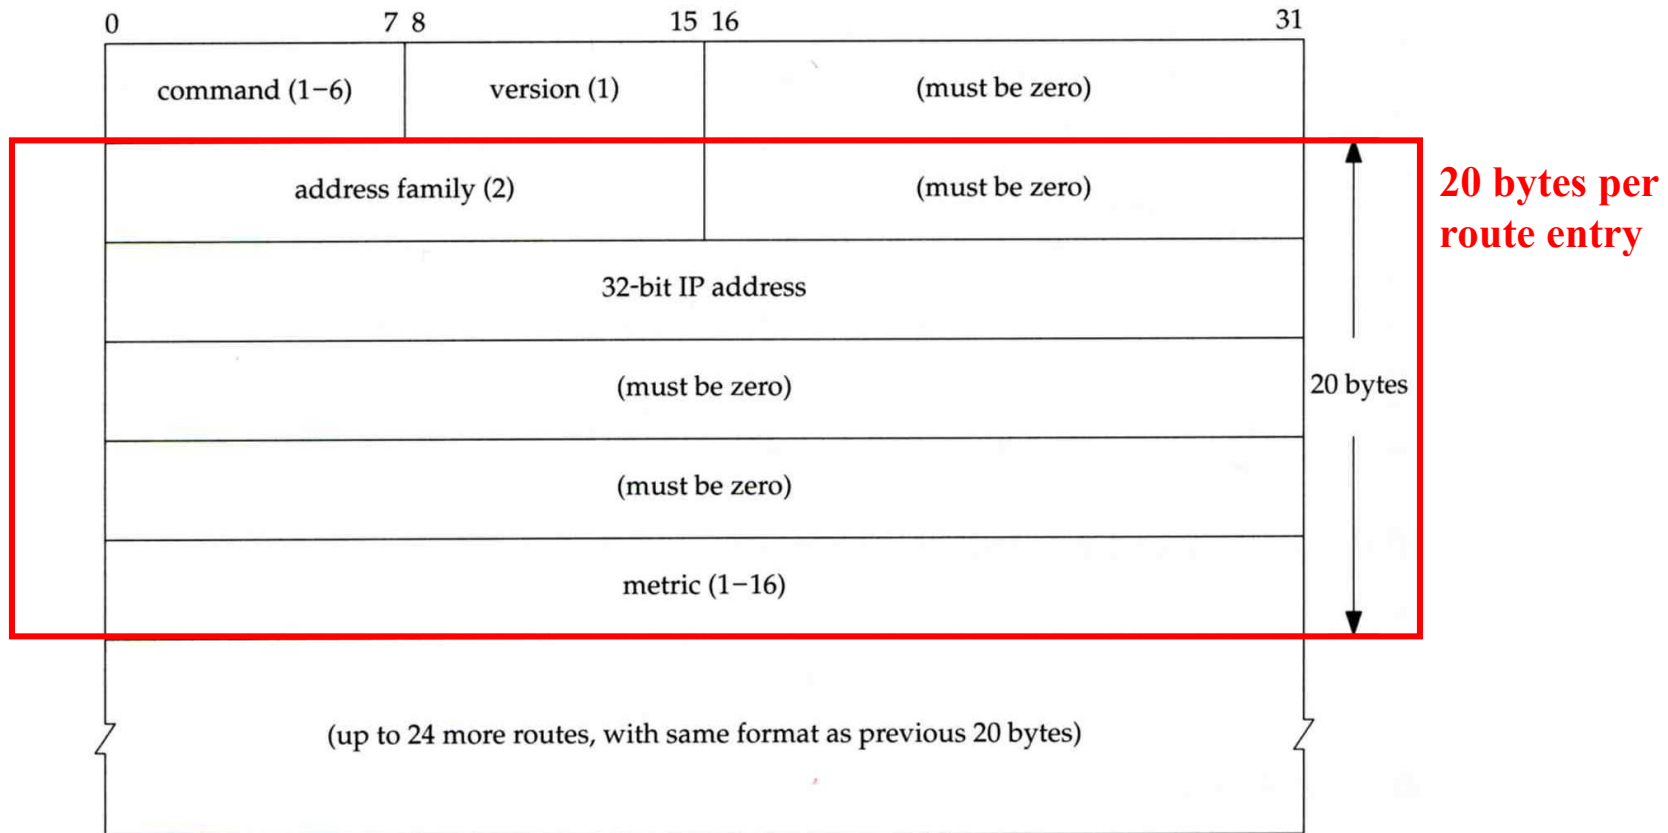 0 7 8 15 16 31
command (1−6) version (1) (must be zero)
address family (2) (must be zero)
20 bytes per
route entry
32-bit IP address
(must be zero)
20 bytes
(must be zero)
metric (1−16)
(up to 24 more routes, with same format as previous 20 bytes)